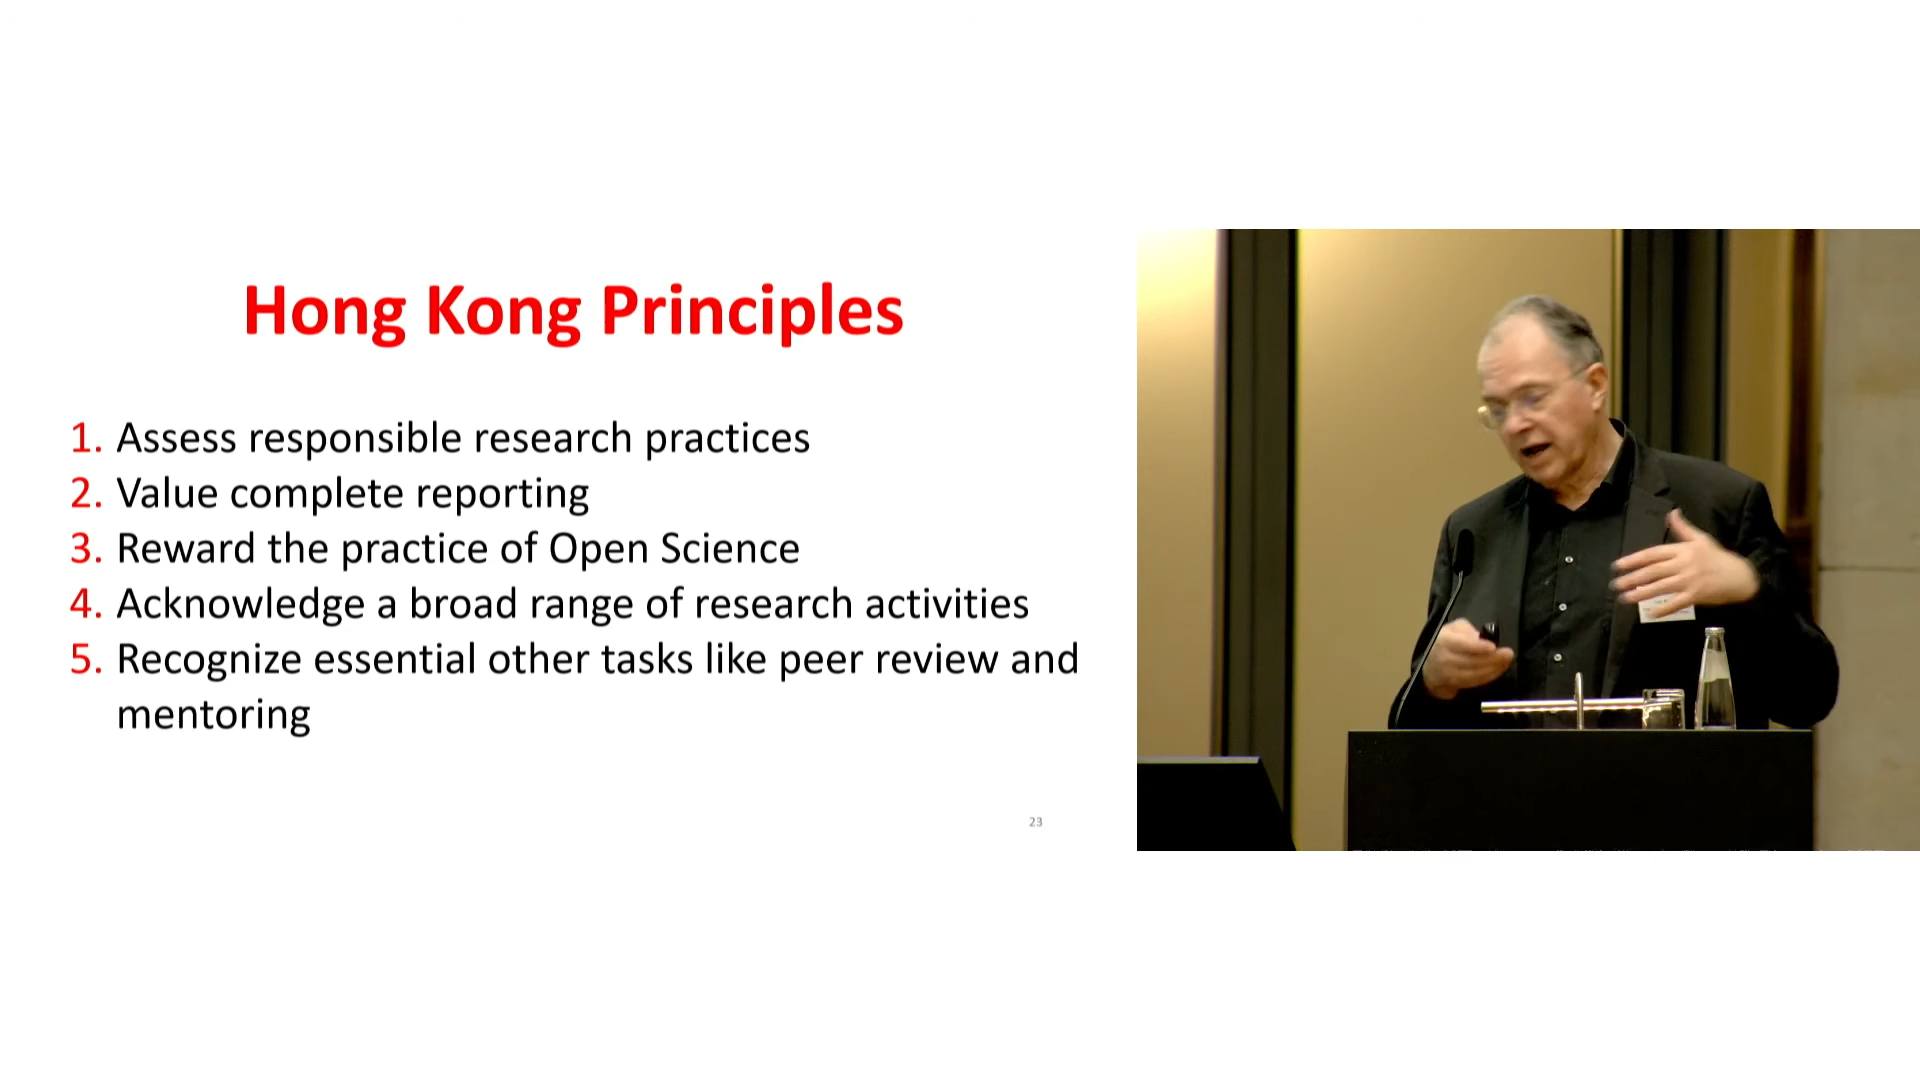 Hong Kong Principles
1. Assess responsible research practices
2. Value complete reporting
3. Reward the practice of Open Science
4. Acknowledge a broad range of research activities
5. Recognize essential other tasks like peer review and
mentoring
23